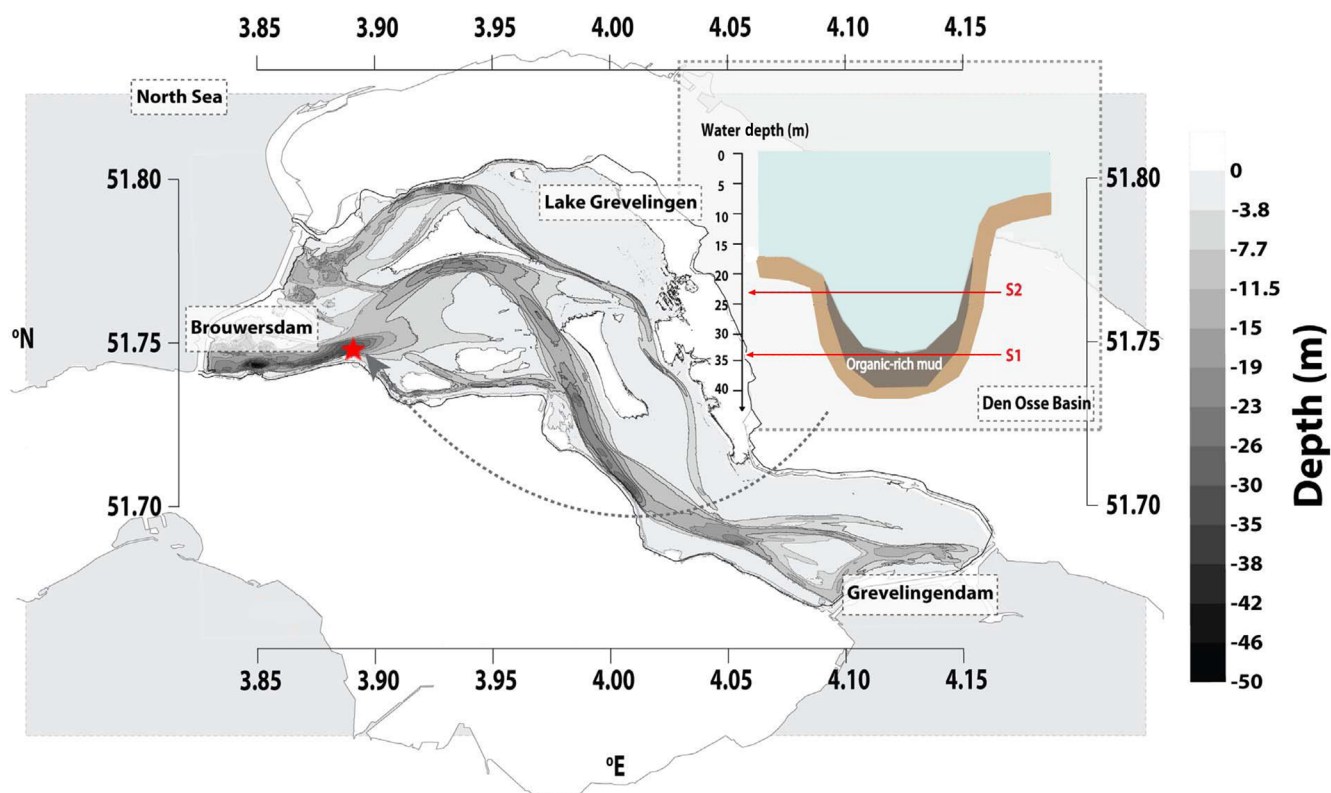 3.85 3.90 3.95 4.00 4.05 4.10 4.15
North Sea
Water depth (m)
0
5
10
15
20
25
30
35
40
S2
S1
Organic-rich mud
Den Osse Basin
51.80
51.75
51.70
ºN
Lake Grevelingen
Brouwersdam
Grevelingendam
51.80
51.75
51.70
0
-3.8
-7.7
-11.5
-15
-19
-23
-26
-30
-35
-38
-42
-46
-50
Depth (m)
3.85 3.90 3.95 4.00 4.05 4.10 4.15
ºE